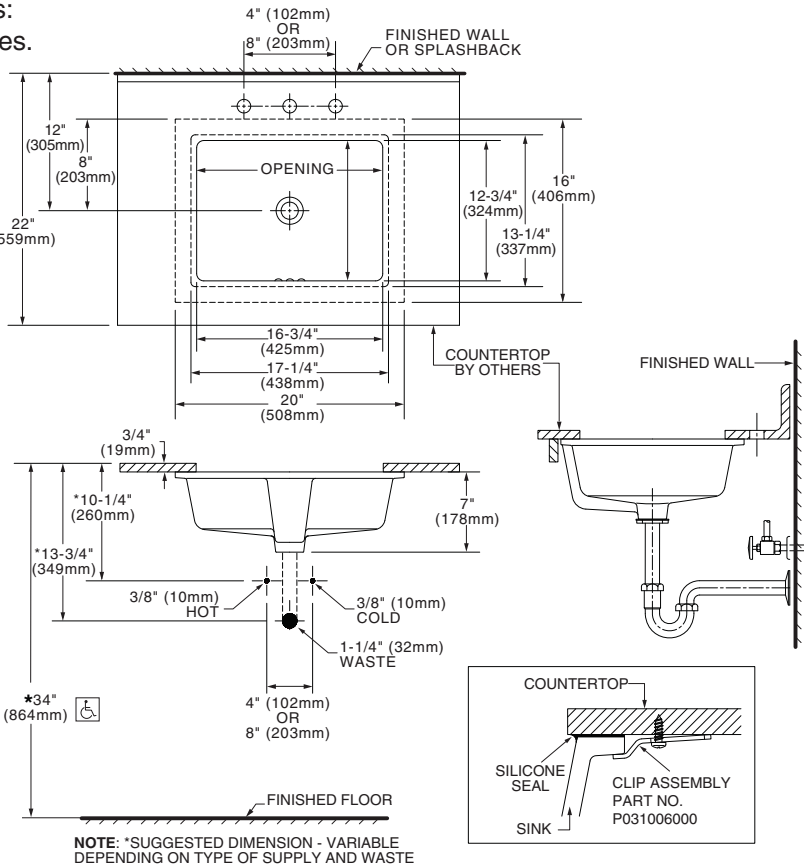 s:
es.
4" (102mm)
OR
8" (203mm)
FINISHED WALL
OR SPLASHBACK
12"
(305mm)
8"
(203mm)
22"
559mm)
OPENING
12-3/4"
(324mm)
13-1/4"
(337mm)
16"
(406mm)
16-3/4"
(425mm)
17-1/4"
(438mm)
20"
(508mm)
COUNTERTOP
BY OTHERS
FINISHED WALL
3/4"
(19mm)
*10-1/4"
(260mm)
*13-3/4"
(349mm)
7"
(178mm)
3/8" (10mm)
HOT
3/8" (10mm)
COLD
1-1/4" (32mm)
WASTE
4" (102mm)
OR
8" (203mm)
*34"
(864mm)
FINISHED FLOOR
COUNTERTOP
SILICONE
SEAL
SINK
CLIP ASSEMBLY
PART NO.
P031006000
NOTE: *SUGGESTED DIMENSION - VARIABLE
DEPENDING ON TYPE OF SUPPLY AND WASTE